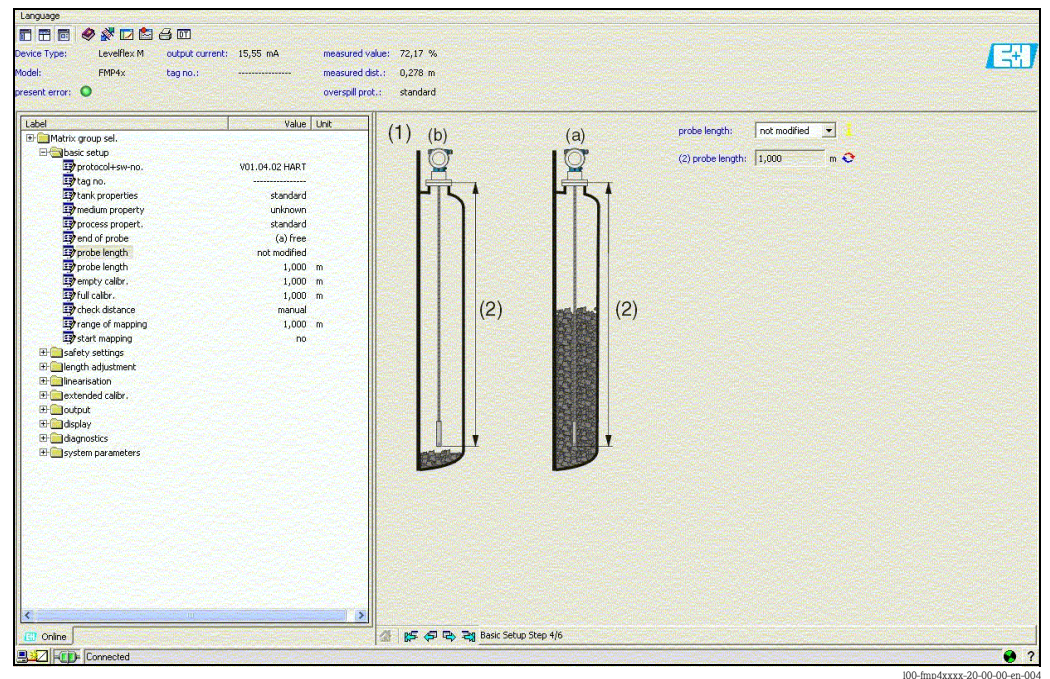 Language
Device Type: Levelflex M output current: 15,55 mA measured value: 72,17 %
Model: FMP4x tag no.: ---------------- measured dist.: 0,278 m
present error: overspill prot.: standard
E+H
Label Value Unit
Matrix group sel.
basic setup
protocol+sw-no. V01.04.02 HART
tag no. ----------------
tank properties standard
medium property unknown
process propert. standard
end of probe (a) free
probe length not modified
probe length 1,000 m
empty calibr. 1,000 m
full calibr. 1,000 m
check distance manual
range of mapping 1,000 m
start mapping no
safety settings
length adjustment
linearisation
extended calibr.
output
display
diagnostics
system parameters
(1) (b) (a)
(2) (2)
probe length: not modified
(2) probe length: 1,000 m
Online
Basic Setup Step 4/6
Connected
?
l00-fmp4xxxx-20-00-00-en-004